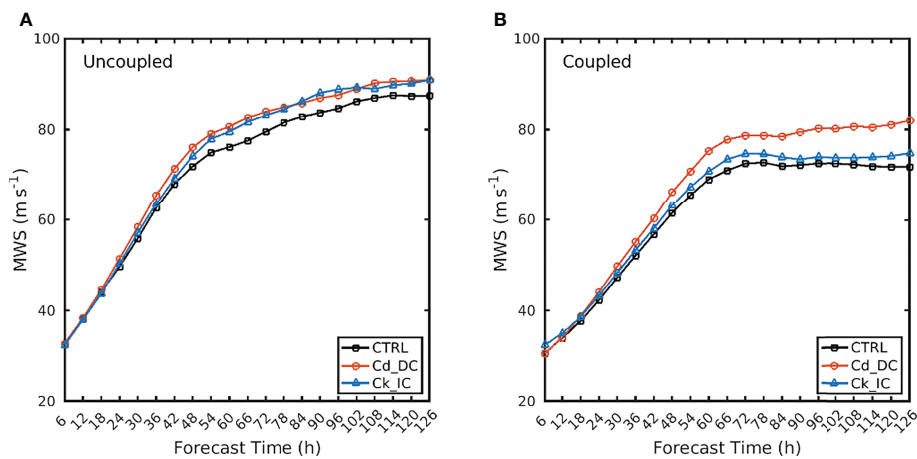 A
Uncoupled
100
80
60
40
20
MWS (m s⁻¹)
6 12 18 24 30 36 42 48 54 60 66 72 78 84 90 96 102 108 114 120 126
Forecast Time (h)
CTRL
Cd_DC
Ck_IC
B
Coupled
100
80
60
40
20
MWS (m s⁻¹)
6 12 18 24 30 36 42 48 54 60 66 72 78 84 90 96 102 108 114 120 126
Forecast Time (h)
CTRL
Cd_DC
Ck_IC